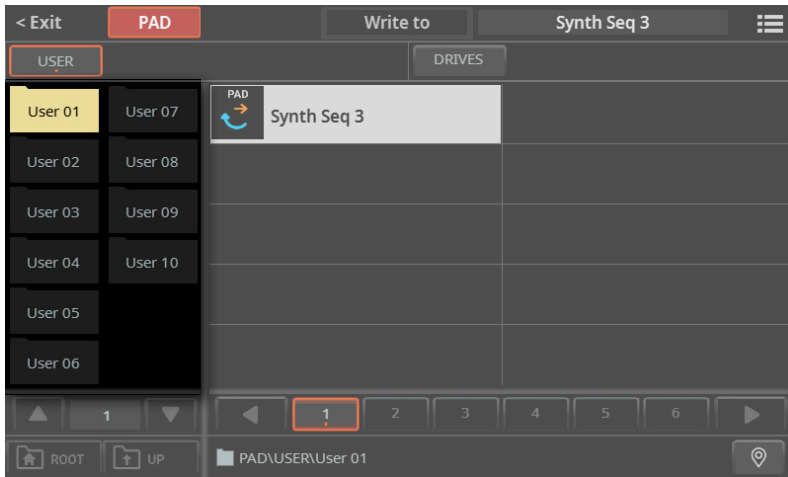 < Exit PAD Write to Synth Seq 3
USER DRIVES
User 01 User 07
PAD
Synth Seq 3
User 02 User 08
User 03 User 09
User 04 User 10
User 05
User 06
1 1 2 3 4 5 6
ROOT UP PAD\USER\User 01